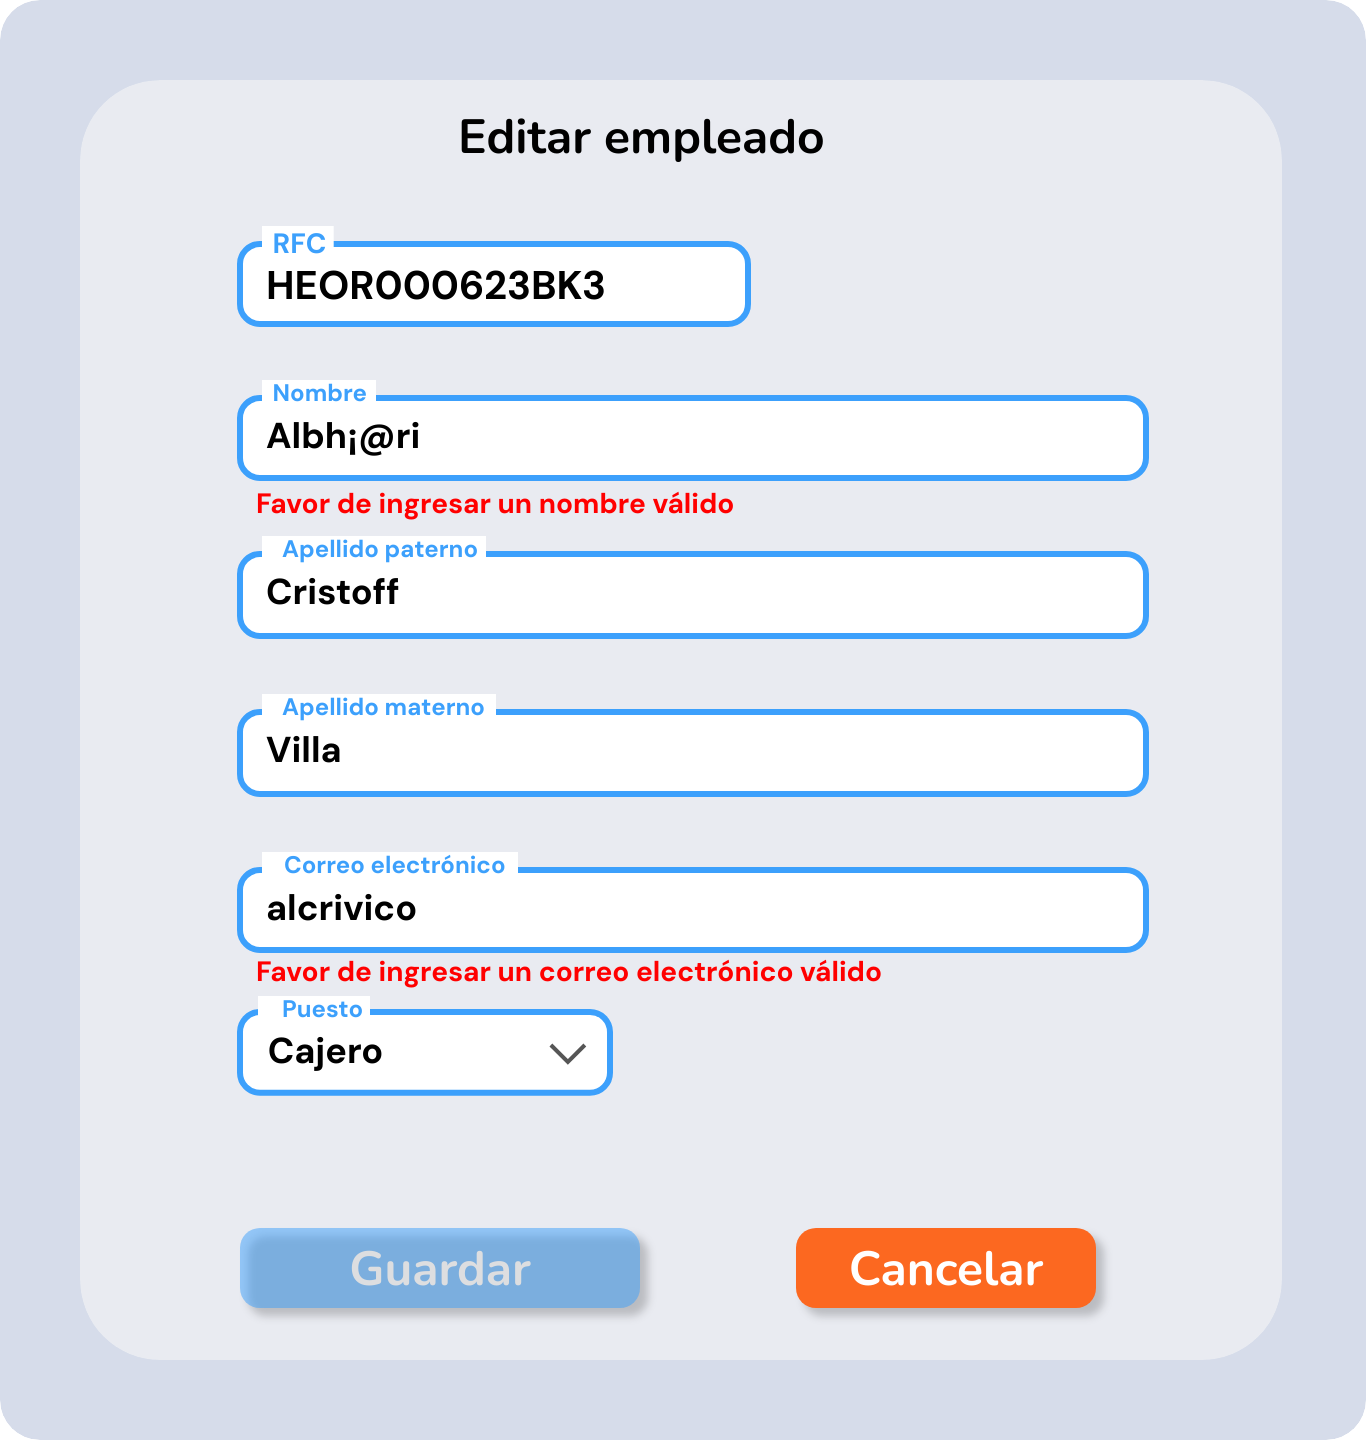 Editar empleado
RFC
HEOR000623BK3
Nombre
Albh¡@ri
Favor de ingresar un nombre válido
Apellido paterno
Cristoff
Apellido materno
Villa
Correo electrónico
alcrivico
Favor de ingresar un correo electrónico válido
Puesto
Cajero
Guardar
Cancelar